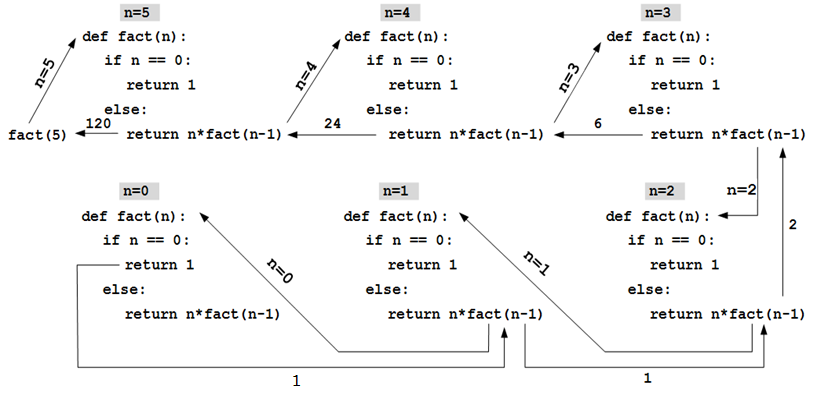 n=5
def fact(n):
if n == 0:
return 1
else:
return n*fact(n-1)
n=5
fact(5)
120
n=4
def fact(n):
if n == 0:
return 1
else:
return n*fact(n-1)
n=4
24
n=3
def fact(n):
if n == 0:
return 1
else:
return n*fact(n-1)
n=3
6
n=2
2
n=0
def fact(n):
if n == 0:
return 1
else:
return n*fact(n-1)
n=0
1
n=1
def fact(n):
if n == 0:
return 1
else:
return n*fact(n-1)
n=1
1
n=2
def fact(n):
if n == 0:
return 1
else:
return n*fact(n-1)